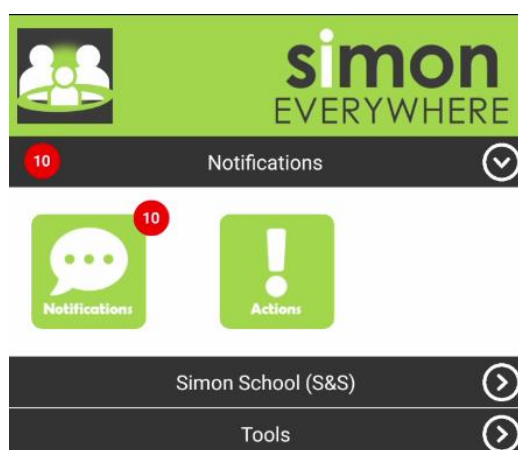 simon
EVERYWHERE
10 Notifications
10
Notifications Actions
Simon School (S&S)
Tools